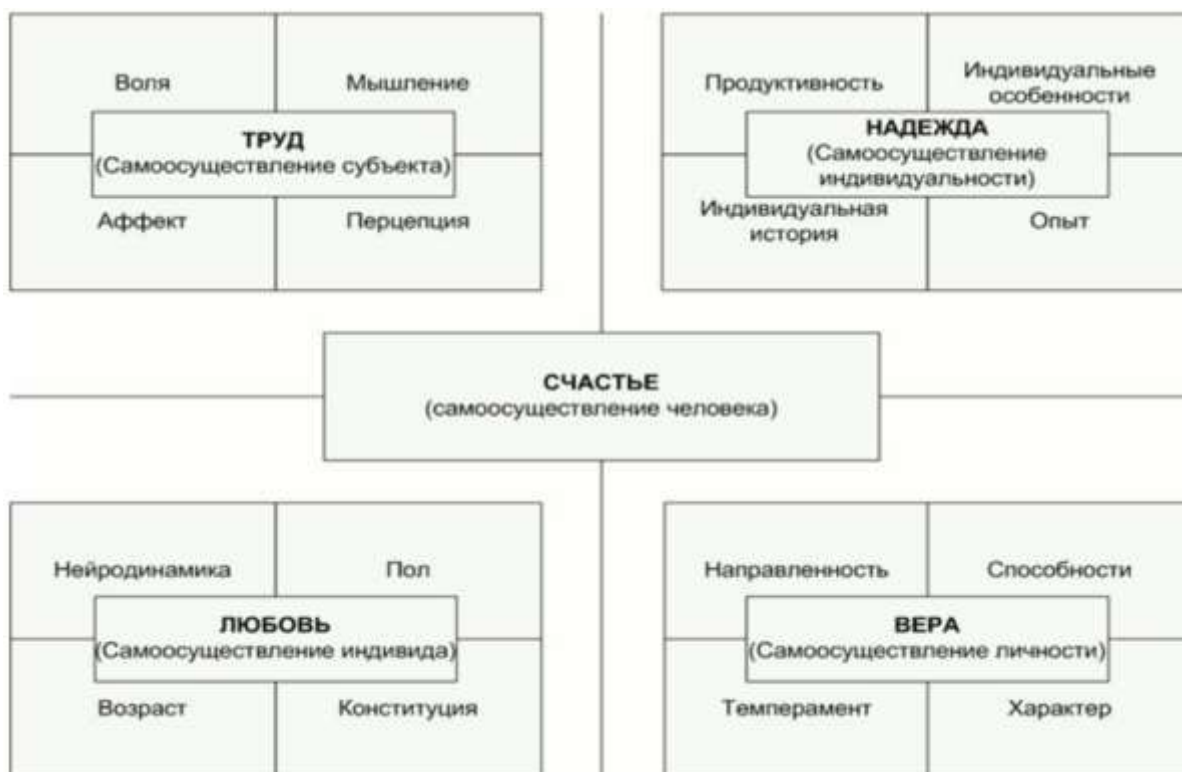 Воля
Мышление
ТРУД
(Самоосуществление субъекта)
Аффект
Перцепция
Продуктивность
Индивидуальные
особенности
НАДЕЖДА
(Самоосуществление
индивидуальности)
Индивидуальная
история
Опыт
СЧАСТЬЕ
(самоосуществление человека)
Нейродинамика
Пол
ЛЮБОВЬ
(Самоосуществление индивида)
Возраст
Конституция
Направленность
Способности
ВЕРА
(Самоосуществление личности)
Темперамент
Характер